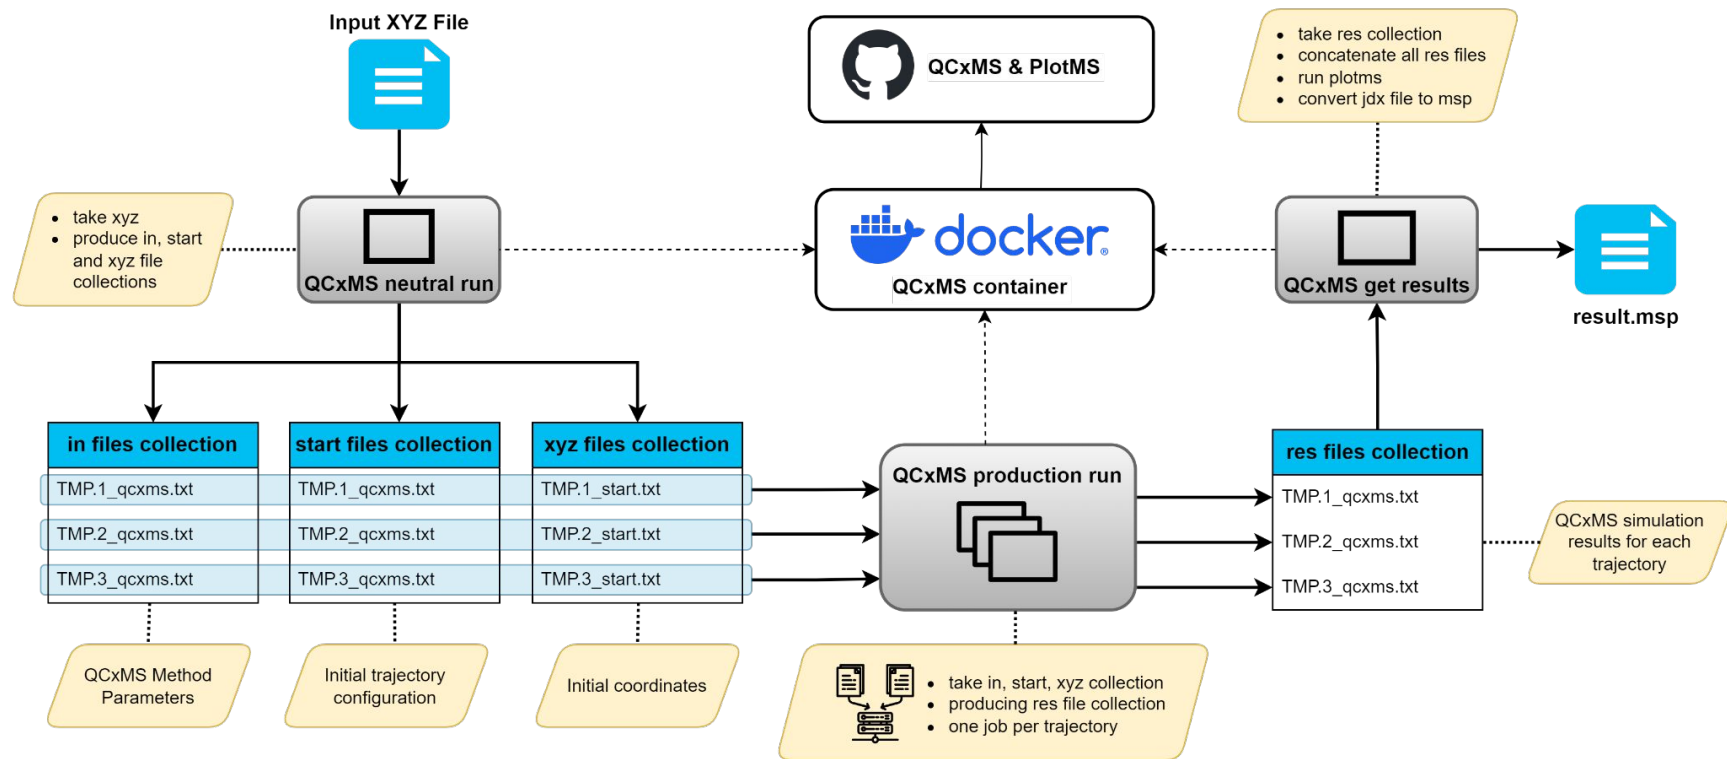 Input XYZ File
QCxMS & PlotMS
• take res collection
• concatenate all res files
• run plotms
• convert jdx file to msp
• take xyz
• produce in, start
and xyz file
collections
QCxMS neutral run
docker®
QCxMS container
QCxMS get results
result.msp
in files collection
TMP.1_qcxms.txt
TMP.2_qcxms.txt
TMP.3_qcxms.txt
start files collection
TMP.1_qcxms.txt
TMP.2_qcxms.txt
TMP.3_qcxms.txt
xyz files collection
TMP.1_start.txt
TMP.2_start.txt
TMP.3_start.txt
QCxMS production run
res files collection
TMP.1_qcxms.txt
TMP.2_qcxms.txt
TMP.3_qcxms.txt
QCxMS simulation
results for each
trajectory
QCxMS Method
Parameters
Initial trajectory
configuration
Initial coordinates
• take in, start, xyz collection
• producing res file collection
• one job per trajectory